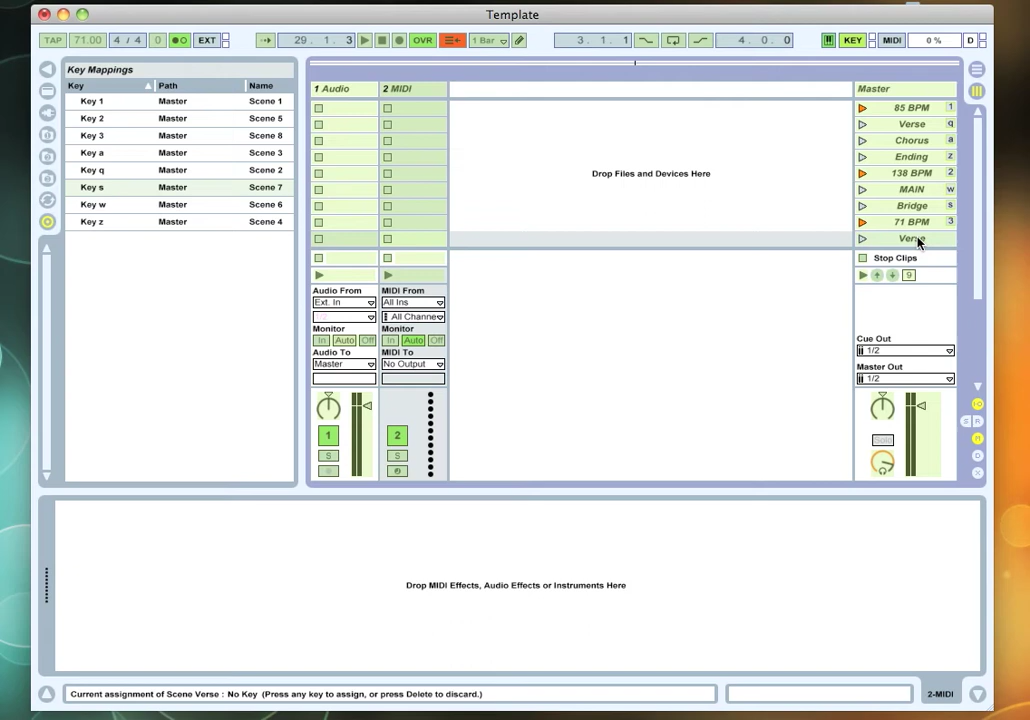 Template
TAP 71.00 4 / 4 0 EXT 29. 1. 3 OVR 1 Bar 3. 1. 1 4. 0. 0 KEY MIDI 0 % D
Key Mappings
Key Path Name
Key 1 Master Scene 1
Key 2 Master Scene 5
Key 3 Master Scene 8
Key a Master Scene 3
Key q Master Scene 2
Key s Master Scene 7
Key w Master Scene 6
Key z Master Scene 4
1 Audio 2 MIDI
Drop Files and Devices Here
Master
85 BPM 1
Verse q
Chorus a
Ending z
138 BPM 2
MAIN w
Bridge s
71 BPM 3
Stop Clips
9
Audio From MIDI From
Ext. In All Ins
1/2 All Channe
Monitor Monitor
In Auto Off In Auto Off
Audio To MIDI To
Master No Output
Cue Out
1/2
Master Out
1/2
1 2
S S
Solo
S R
M
D
X
Drop MIDI Effects, Audio Effects or Instruments Here
Current assignment of Scene Verse : No Key (Press any key to assign, or press Delete to discard.)
2-MIDI